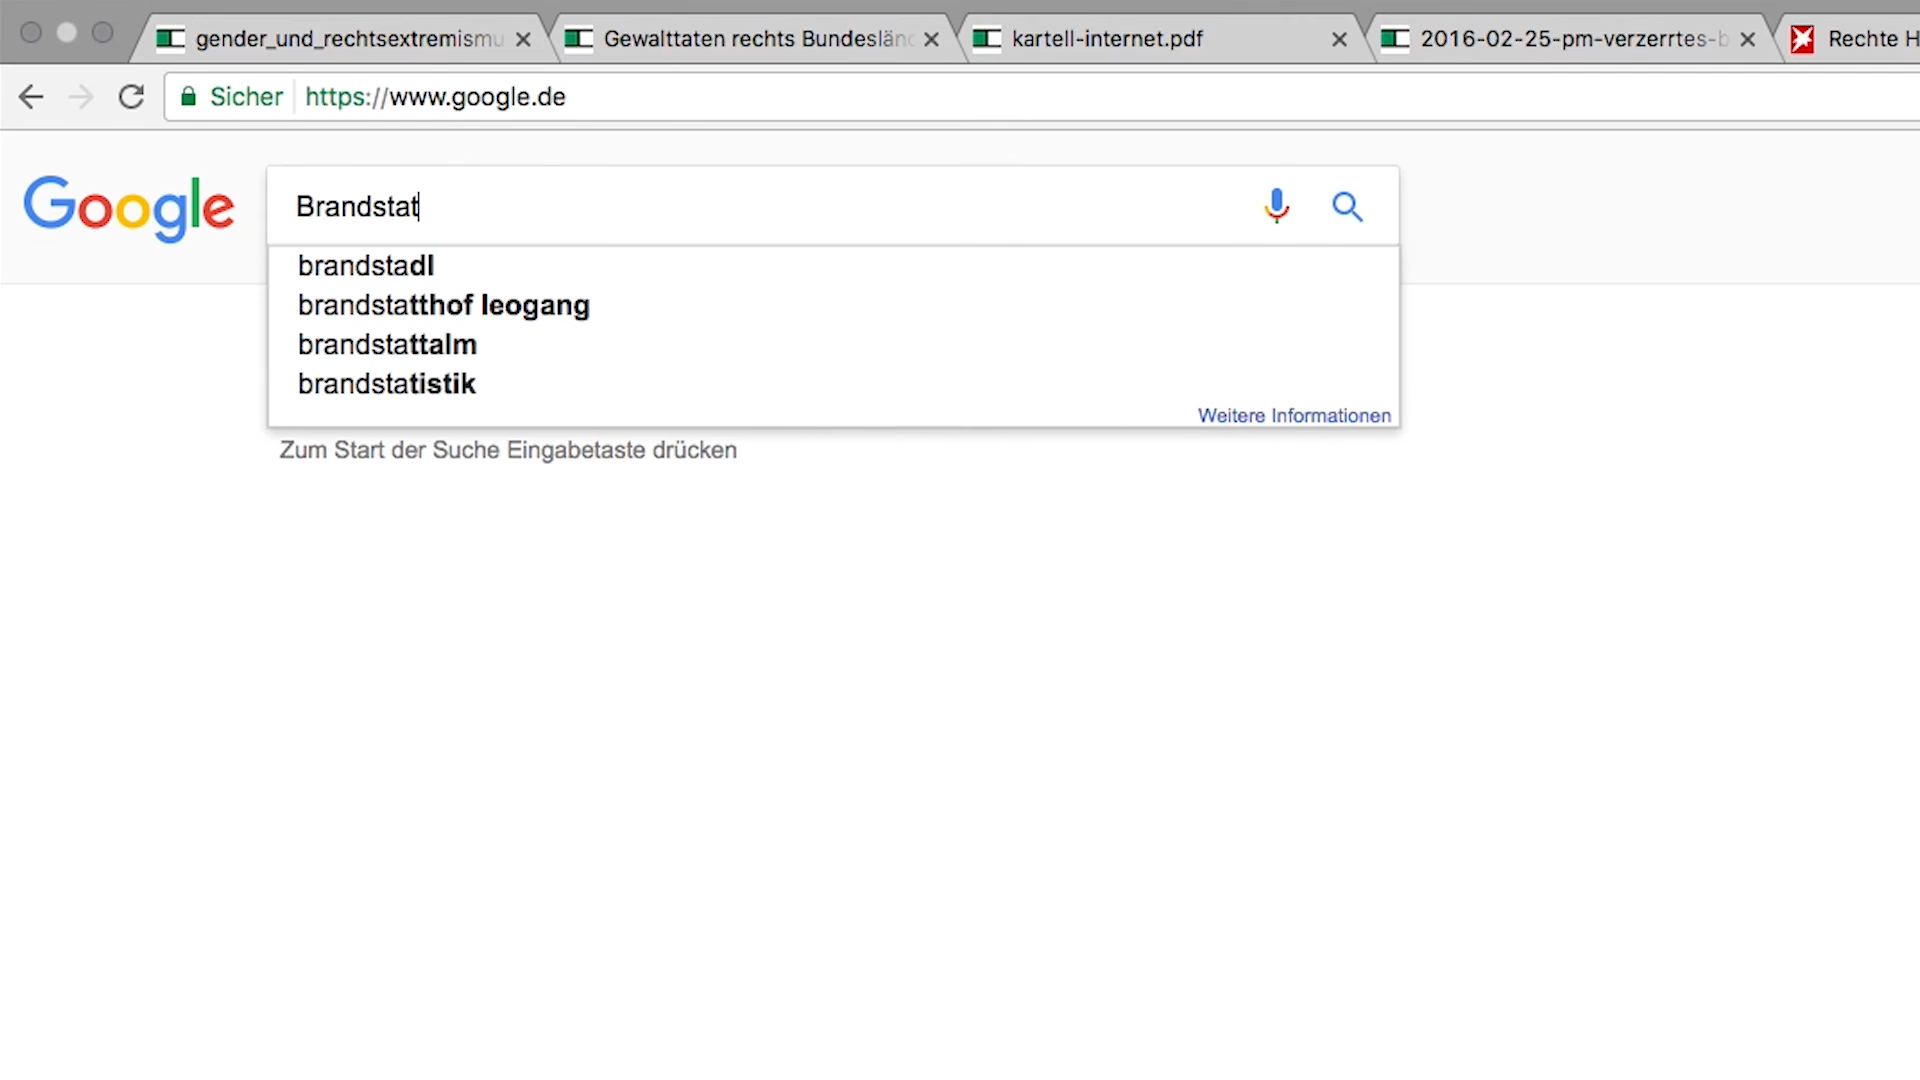 gender_und_rechtsextremismu
Gewalttaten rechts Bundeslän
kartell-internet.pdf
2016-02-25-pm-verzerrtes-b
Rechte H
Sicher https://www.google.de
Google
Brandstat
brandstadl
brandstatthof leogang
brandstattalm
brandstatistik
Weitere Informationen
Zum Start der Suche Eingabetaste drücken